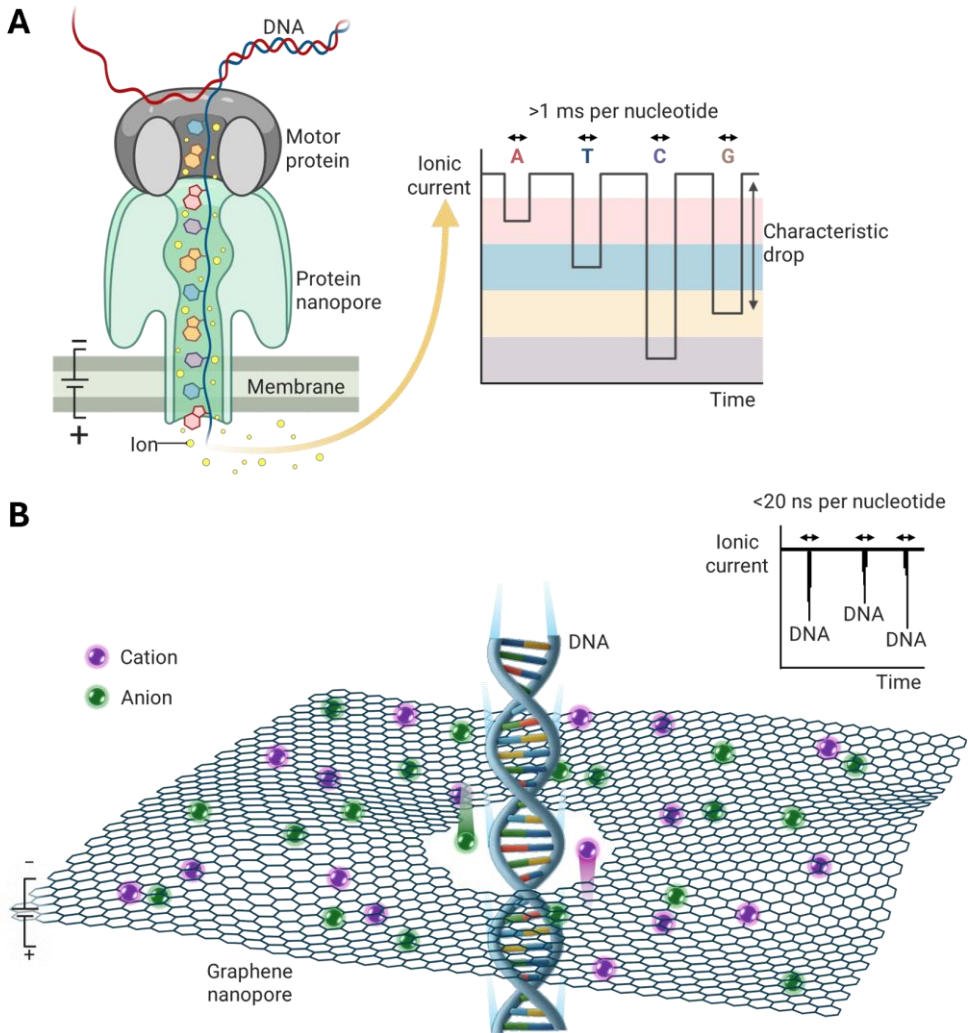 A
DNA
Motor
protein
Protein
nanopore
Membrane
−
+
Ion
>1 ms per nucleotide
A T C G
Ionic
current
Characteristic
drop
Time
B
<20 ns per nucleotide
Ionic
current
DNA
DNA
DNA
Time
DNA
Cation
Anion
-
+
Graphene
nanopore